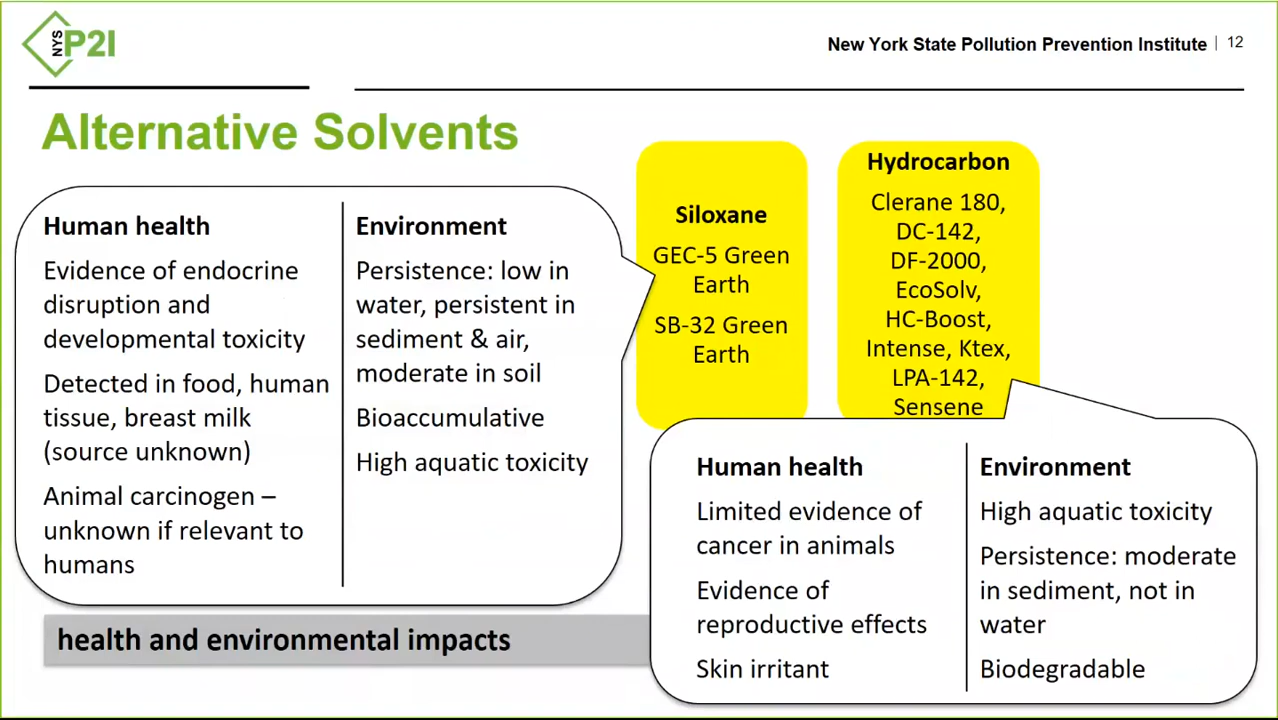 NYS
P2I
New York State Pollution Prevention Institute | 12
Alternative Solvents
Human health
Evidence of endocrine
disruption and
developmental toxicity
Detected in food, human
tissue, breast milk
(source unknown)
Animal carcinogen –
unknown if relevant to
humans
Environment
Persistence: low in
water, persistent in
sediment & air,
moderate in soil
Bioaccumulative
High aquatic toxicity
Siloxane
GEC-5 Green
Earth
SB-32 Green
Earth
Hydrocarbon
Clerane 180,
DC-142,
DF-2000,
EcoSolv,
HC-Boost,
Intense, Ktex,
LPA-142,
Sensene
Human health
Limited evidence of
cancer in animals
Evidence of
reproductive effects
Skin irritant
Environment
High aquatic toxicity
Persistence: moderate
in sediment, not in
water
Biodegradable
health and environmental impacts